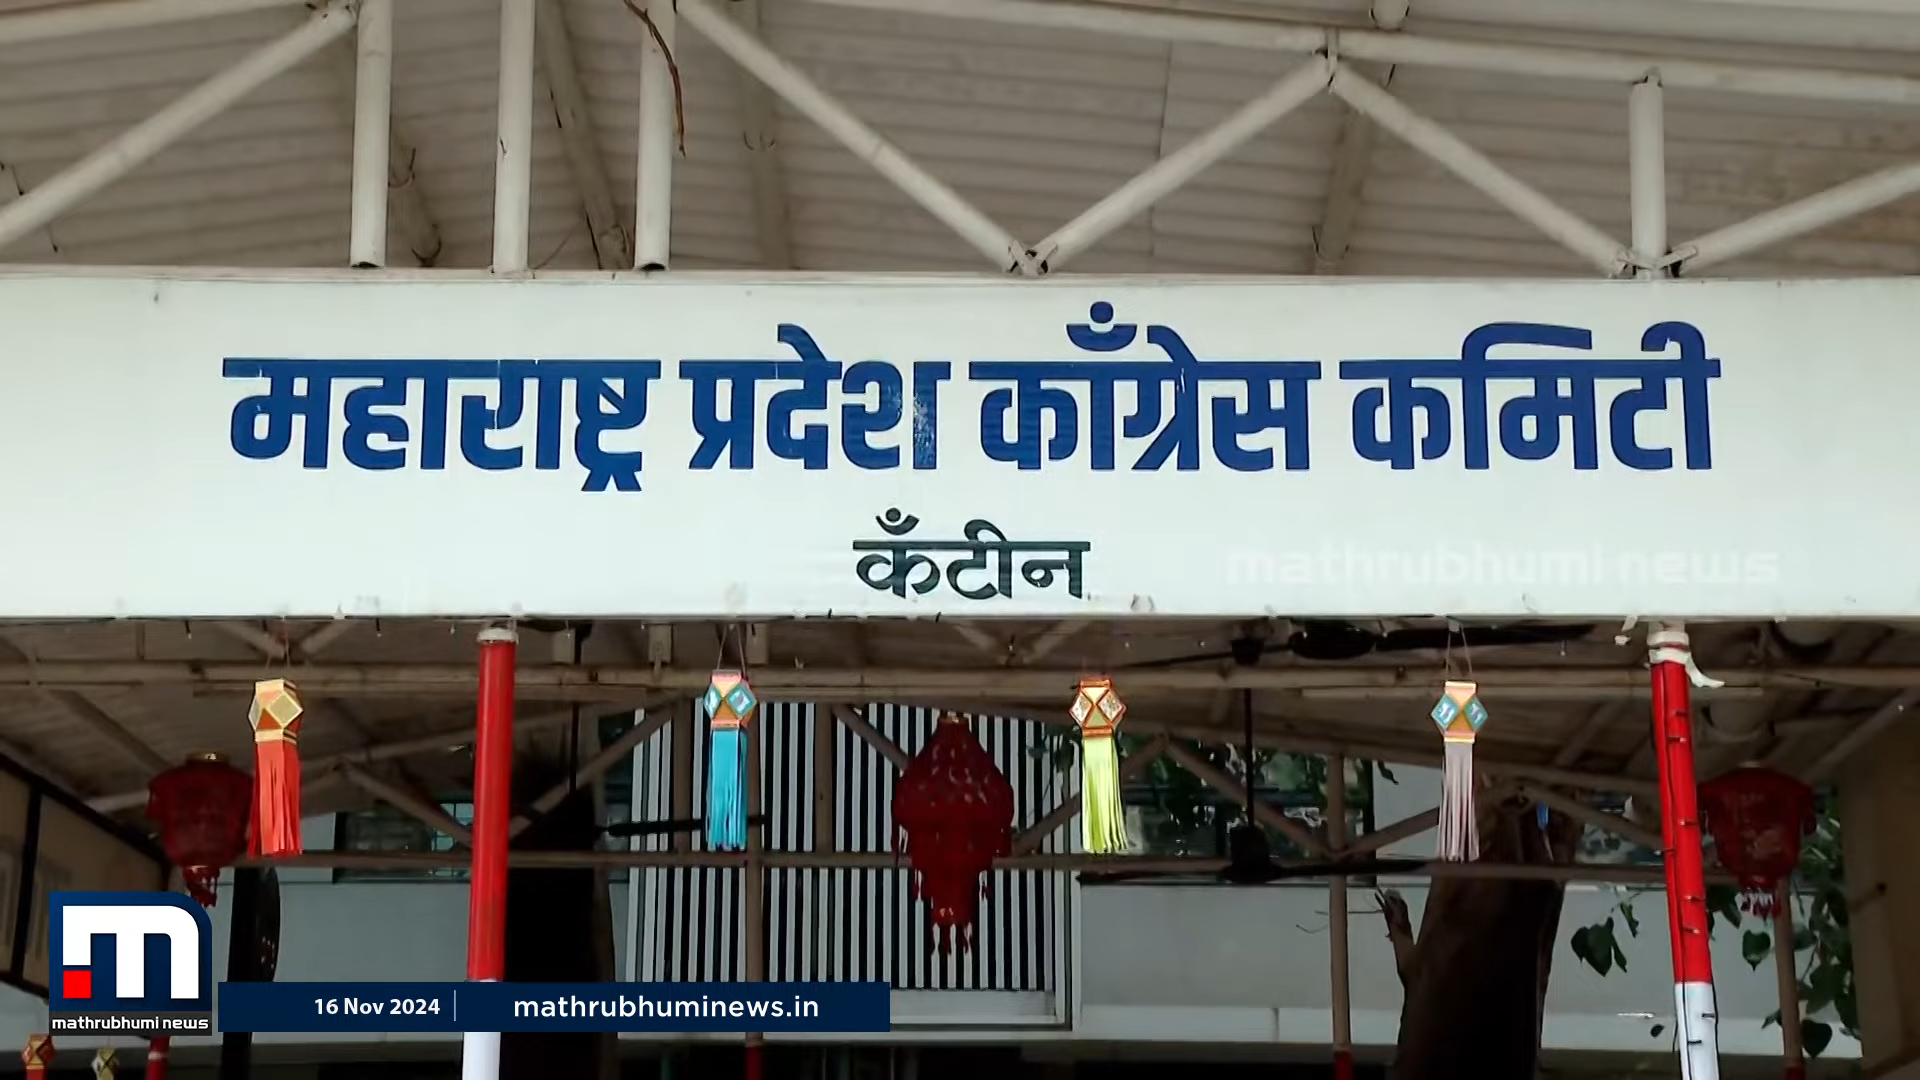 महाराष्ट्र प्रदेश काँग्रेस कमिटी
कँटीन
mathrubhumi news
mathrubhumi news
16 Nov 2024
mathrubhuminews.in